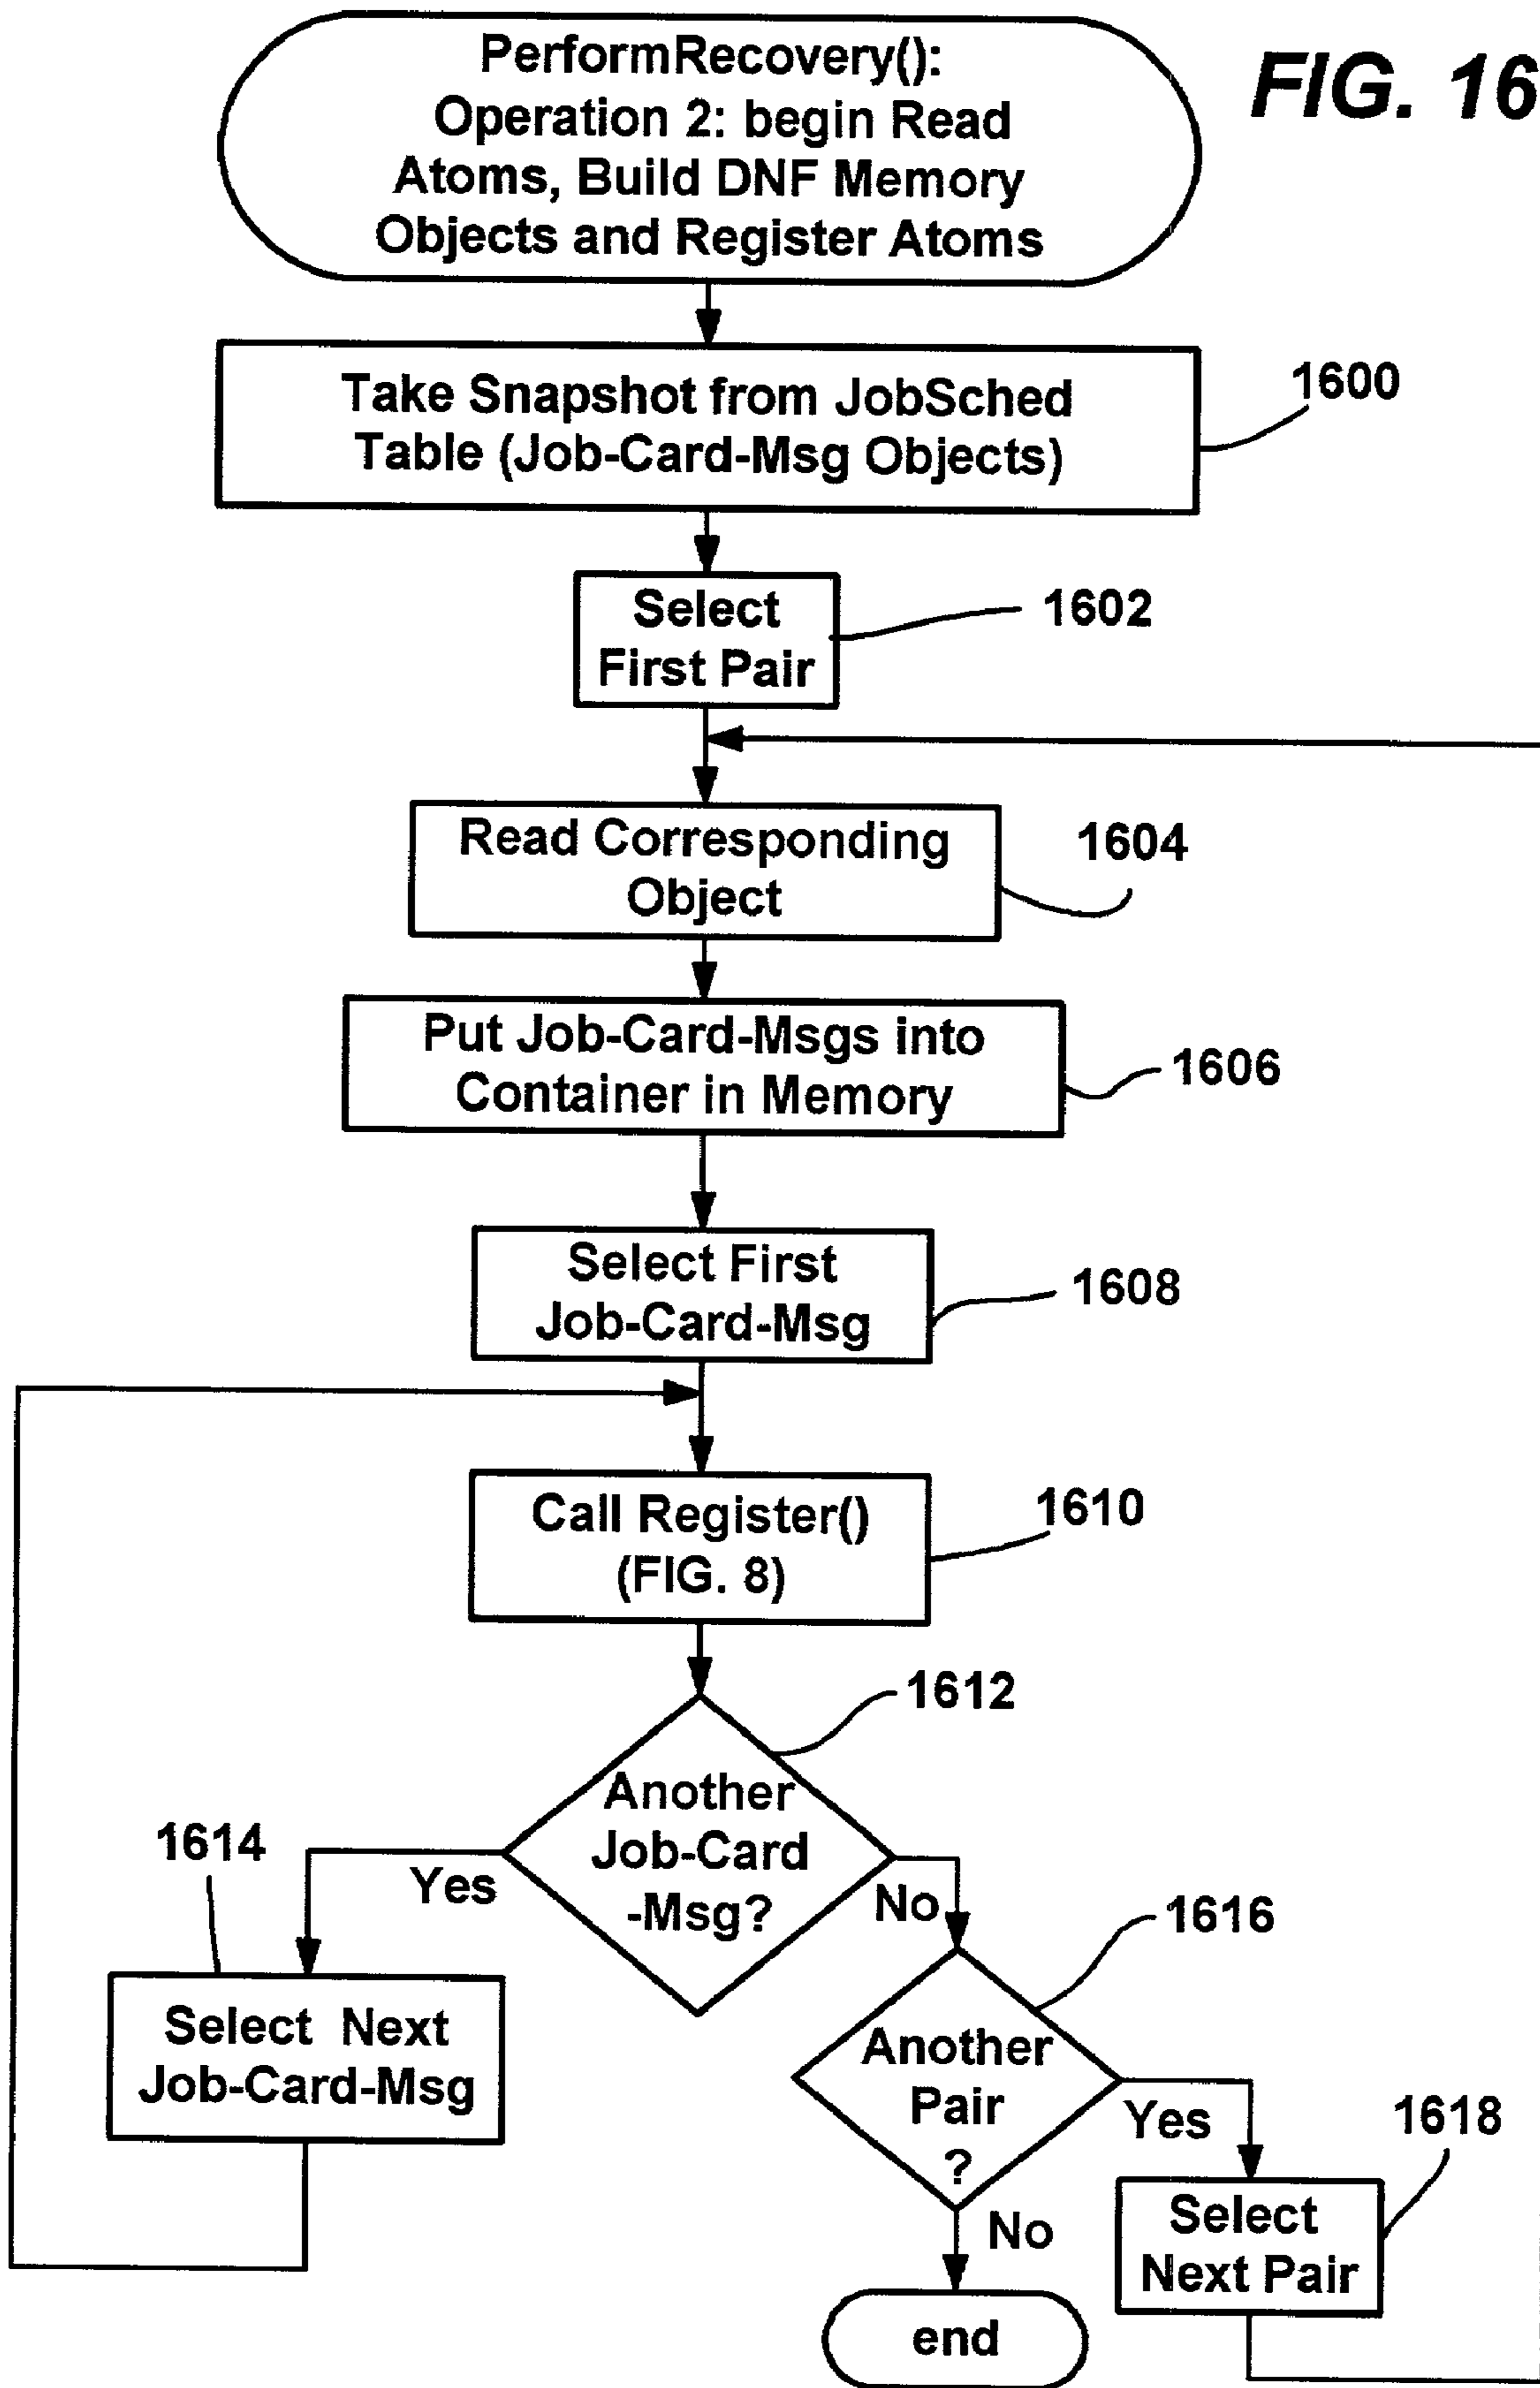 PerformRecovery():
Operation 2: begin Read
Atoms, Build DNF Memory
Objects and Register Atoms
FIG. 16
Take Snapshot from JobSched
Table (Job-Card-Msg Objects)
1600
Select
First Pair
1602
Read Corresponding
Object
1604
Put Job-Card-Msgs into
Container in Memory
1606
Select First
Job-Card-Msg
1608
Call Register()
(FIG. 8)
1610
1612
Another
Job-Card
-Msg?
Yes
No
1614
Select Next
Job-Card-Msg
1616
Another
Pair
?
Yes
No
1618
Select
Next Pair
end